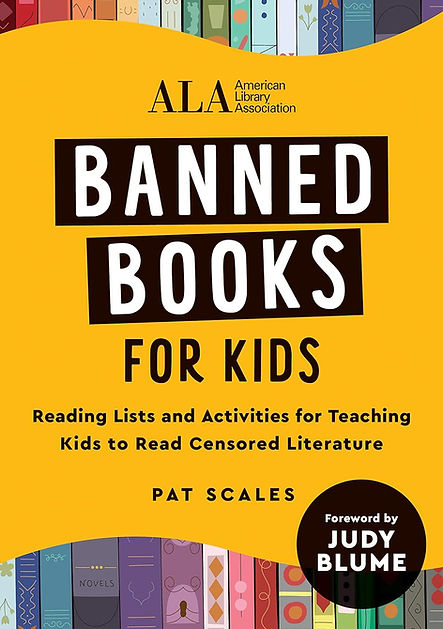 ALA American
Library
Association
BANNED
BOOKS
FOR KIDS
Reading Lists and Activities for Teaching
Kids to Read Censored Literature
PAT SCALES
Foreword by
JUDY
BLUME
NOVELS